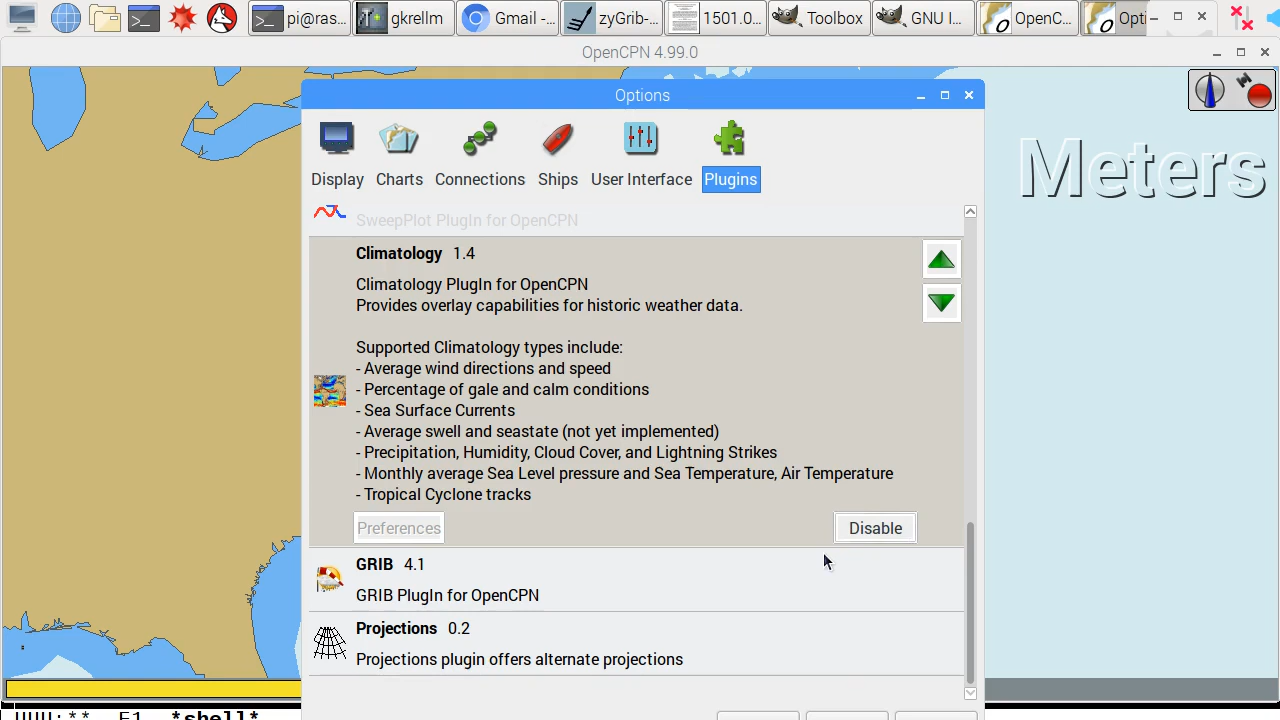 pi@ras...
gkrellm
Gmail -...
zyGrib-...
1501.0...
Toolbox
GNU I...
OpenC...
Opti
OpenCPN 4.99.0
Options
Meters
Display
Charts
Connections
Ships
User Interface
Plugins
SweepPlot PlugIn for OpenCPN
Climatology 1.4
Climatology PlugIn for OpenCPN
Provides overlay capabilities for historic weather data.
Supported Climatology types include:
- Average wind directions and speed
- Percentage of gale and calm conditions
- Sea Surface Currents
- Average swell and seastate (not yet implemented)
- Precipitation, Humidity, Cloud Cover, and Lightning Strikes
- Monthly average Sea Level pressure and Sea Temperature, Air Temperature
- Tropical Cyclone tracks
Preferences
Disable
GRIB 4.1
GRIB PlugIn for OpenCPN
Projections 0.2
Projections plugin offers alternate projections
*shell*